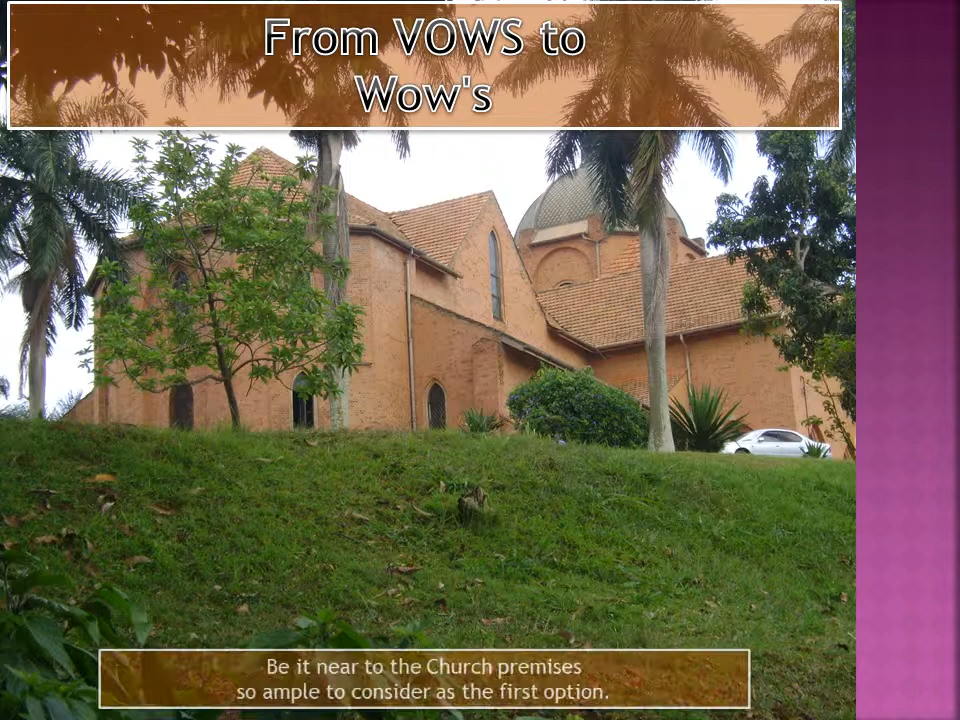 From VOWS to
Wow's
Be it near to the Church premises
so ample to consider as the first option.